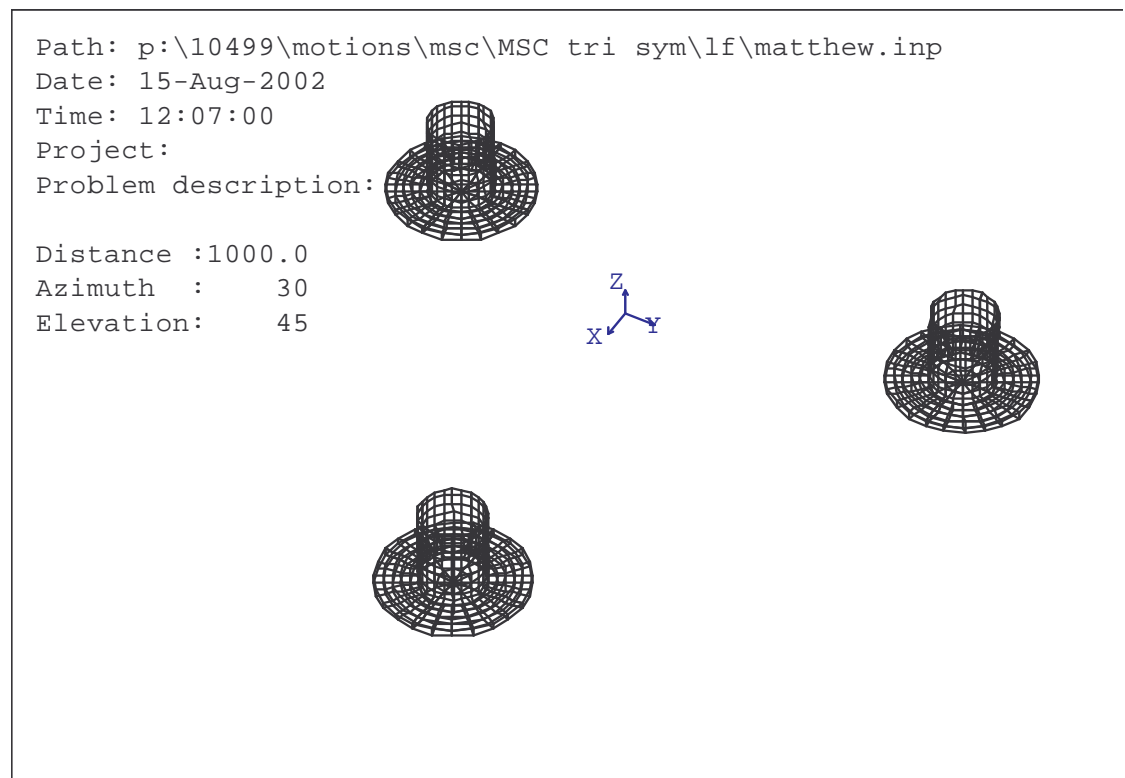 Path: p:\10499\motions\msc\MSC tri sym\lf\matthew.inp
Date: 15-Aug-2002
Time: 12:07:00
Project:
Problem description:
Distance :1000.0
Azimuth  :    30
Elevation:    45
Z
X
Y